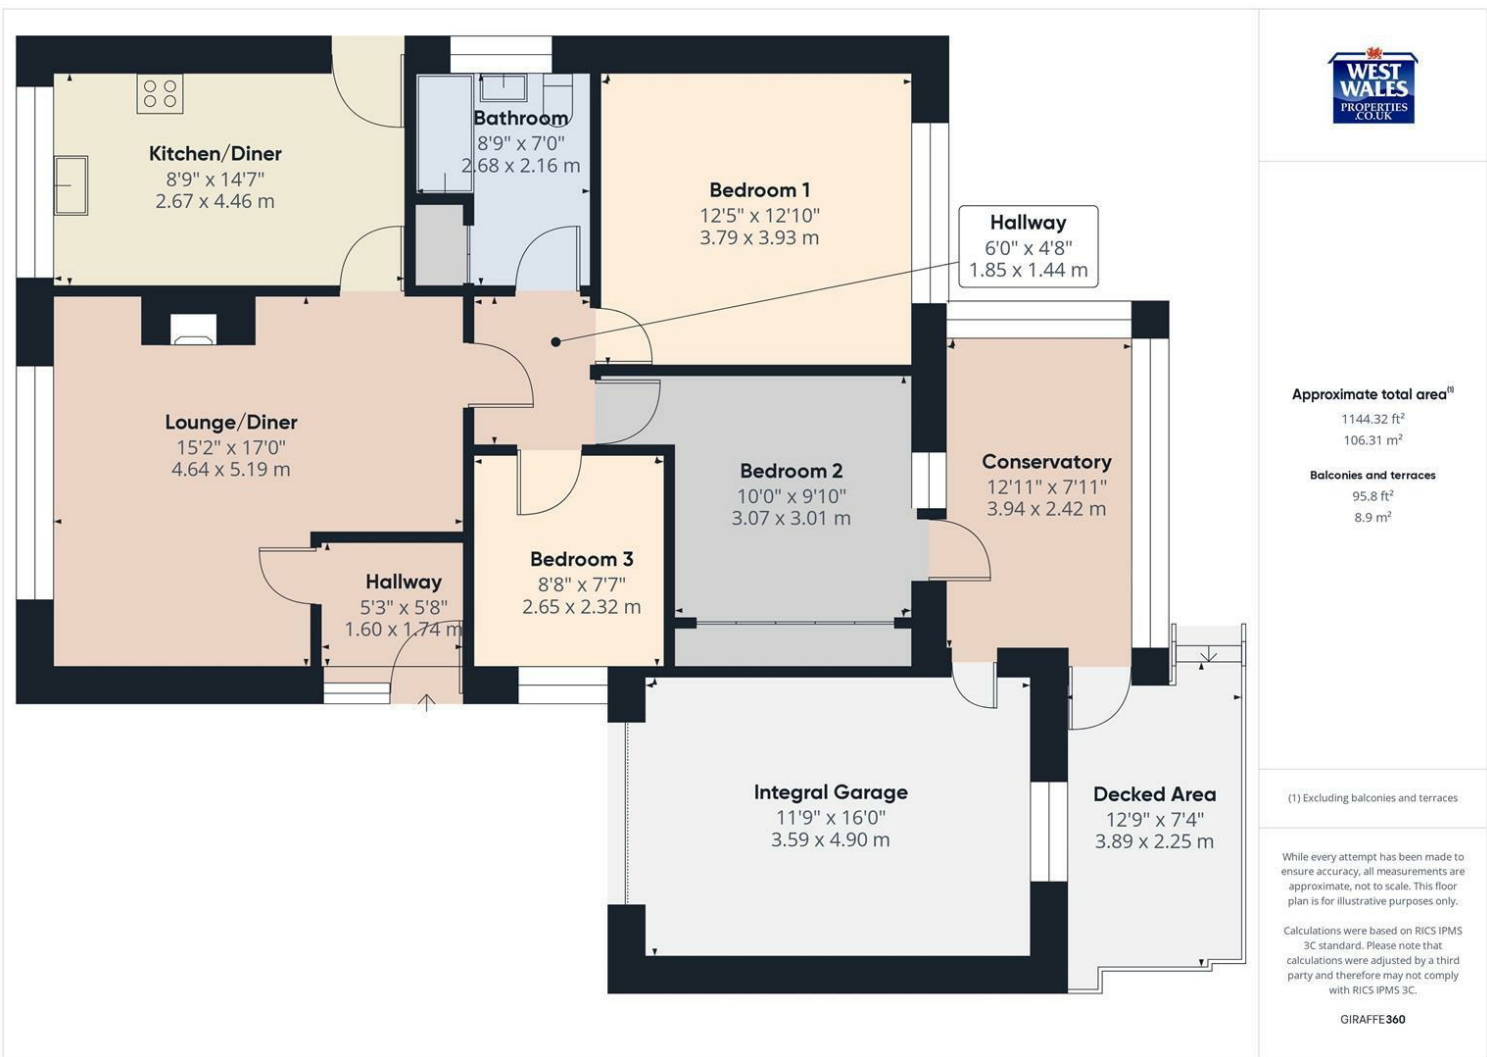 Kitchen/Diner
8'9" x 14'7"
2.67 x 4.46 m
Bathroom
8'9" x 7'0"
2.68 x 2.16 m
Bedroom 1
12'5" x 12'10"
3.79 x 3.93 m
Hallway
6'0" x 4'8"
1.85 x 1.44 m
Lounge/Diner
15'2" x 17'0"
4.64 x 5.19 m
Bedroom 2
10'0" x 9'10"
3.07 x 3.01 m
Conservatory
12'11" x 7'11"
3.94 x 2.42 m
Hallway
5'3" x 5'8"
1.60 x 1.74 m
Bedroom 3
8'8" x 7'7"
2.65 x 2.32 m
Integral Garage
11'9" x 16'0"
3.59 x 4.90 m
Decked Area
12'9" x 7'4"
3.89 x 2.25 m
WEST
WALES
PROPERTIES
.CO.UK
Approximate total area⁽¹⁾
1144.32 ft²
106.31 m²
Balconies and terraces
95.8 ft²
8.9 m²
(1) Excluding balconies and terraces
While every attempt has been made to
ensure accuracy, all measurements are
approximate, not to scale. This floor
plan is for illustrative purposes only.
Calculations were based on RICS IPMS
3C standard. Please note that
calculations were adjusted by a third
party and therefore may not comply
with RICS IPMS 3C.
GIRAFFE360